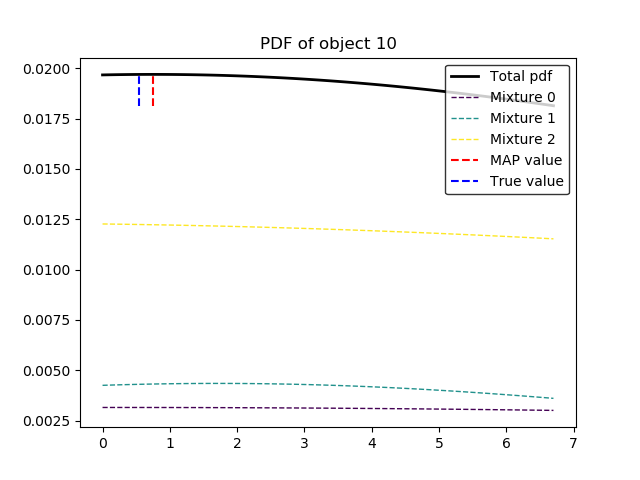 PDF of object 10
0.0200
0.0175
0.0150
0.0125
0.0100
0.0075
0.0050
0.0025
0 1 2 3 4 5 6 7
Total pdf
Mixture 0
Mixture 1
Mixture 2
MAP value
True value